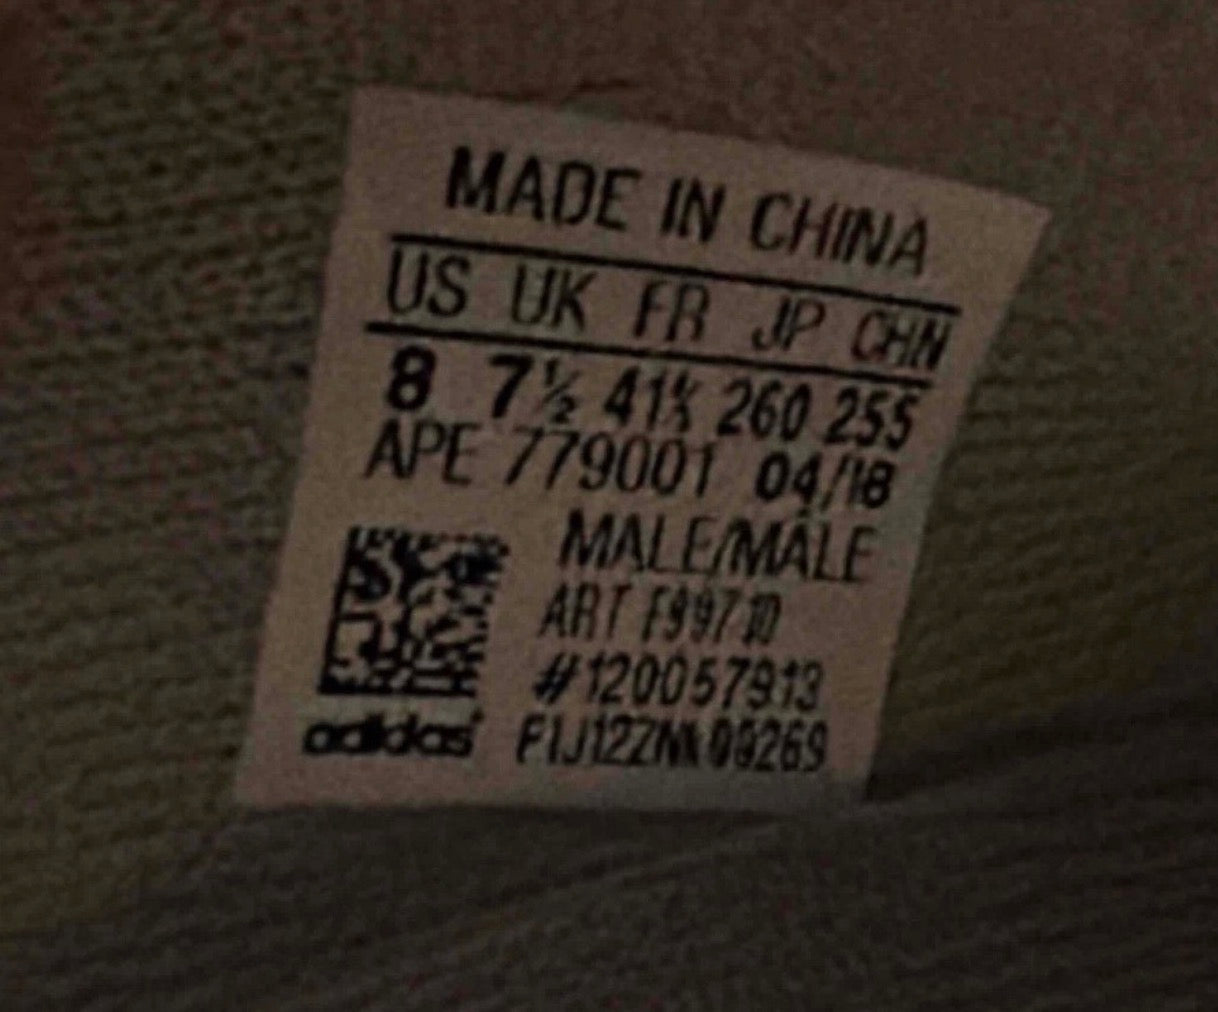 MADE IN CHINA
US UK FR JP CHN
8 7½ 41⅓ 260 255
APE 779001 04/18
MALE/MÂLE
ART F99710
#120057913
adidas